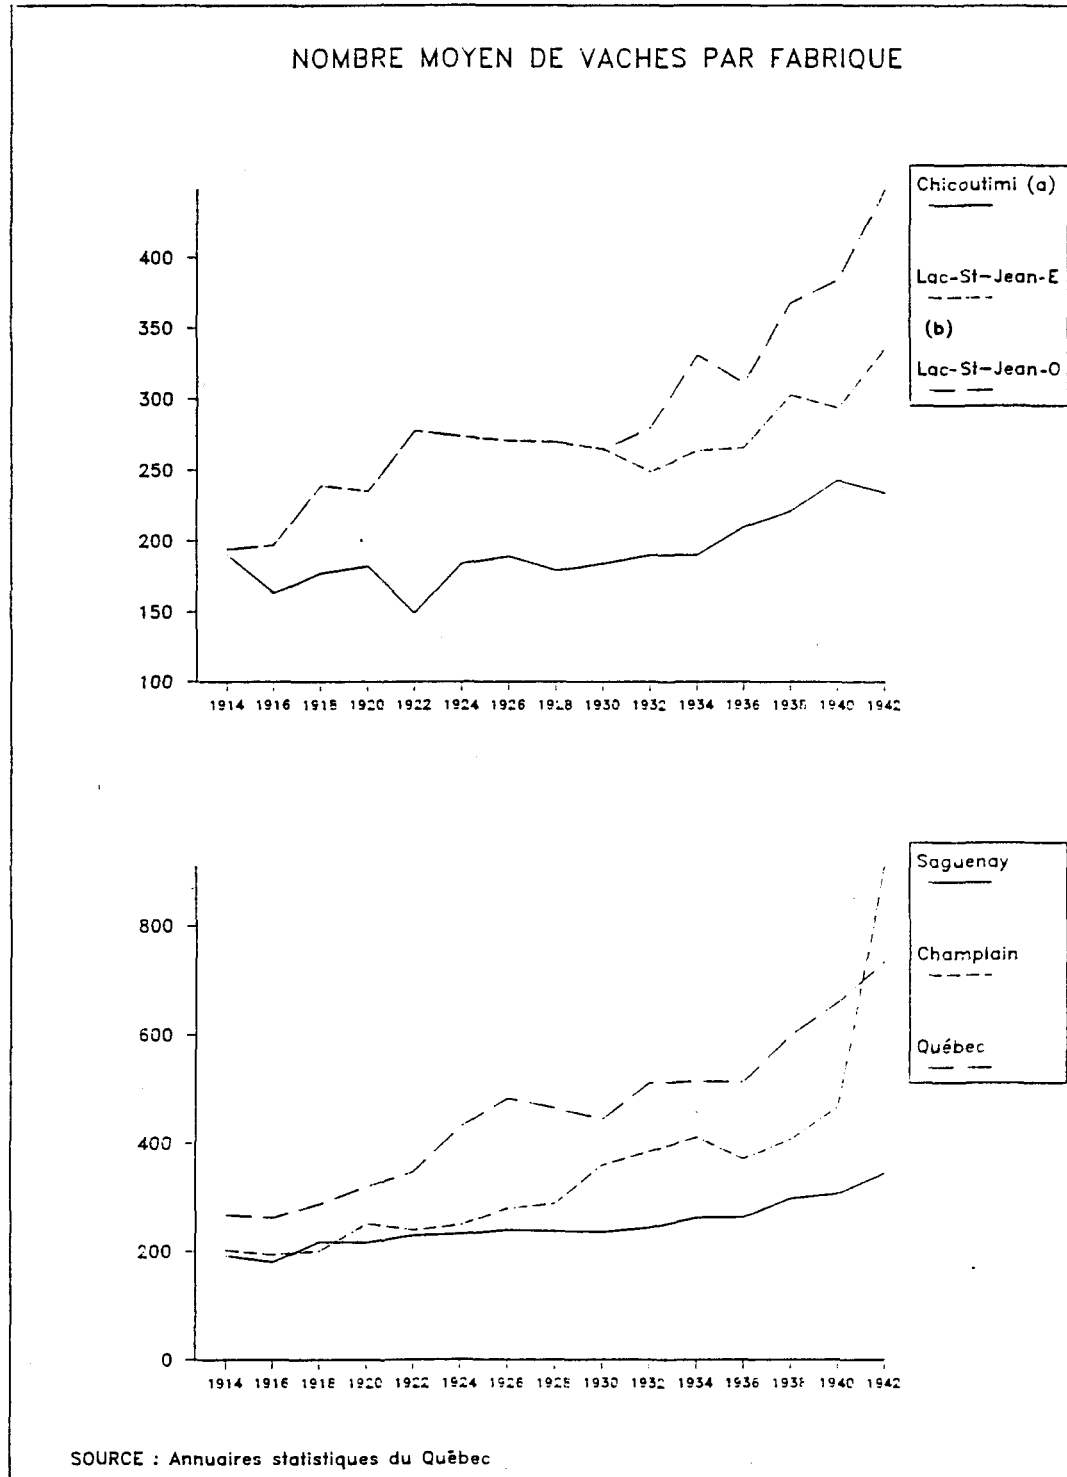 NOMBRE MOYEN DE VACHES PAR FABRIQUE
Chicoutimi (a)
Lac-St-Jean-E
(b)
Lac-St-Jean-O
400
350
300
250
200
150
100
1914 1916 1918 1920 1922 1924 1926 1928 1930 1932 1934 1936 1938 1940 1942
Saguenay
Champlain
Québec
800
600
400
200
0
1914 1916 1918 1920 1922 1924 1926 1928 1930 1932 1934 1936 1938 1940 1942
SOURCE : Annuaires statistiques du Québec